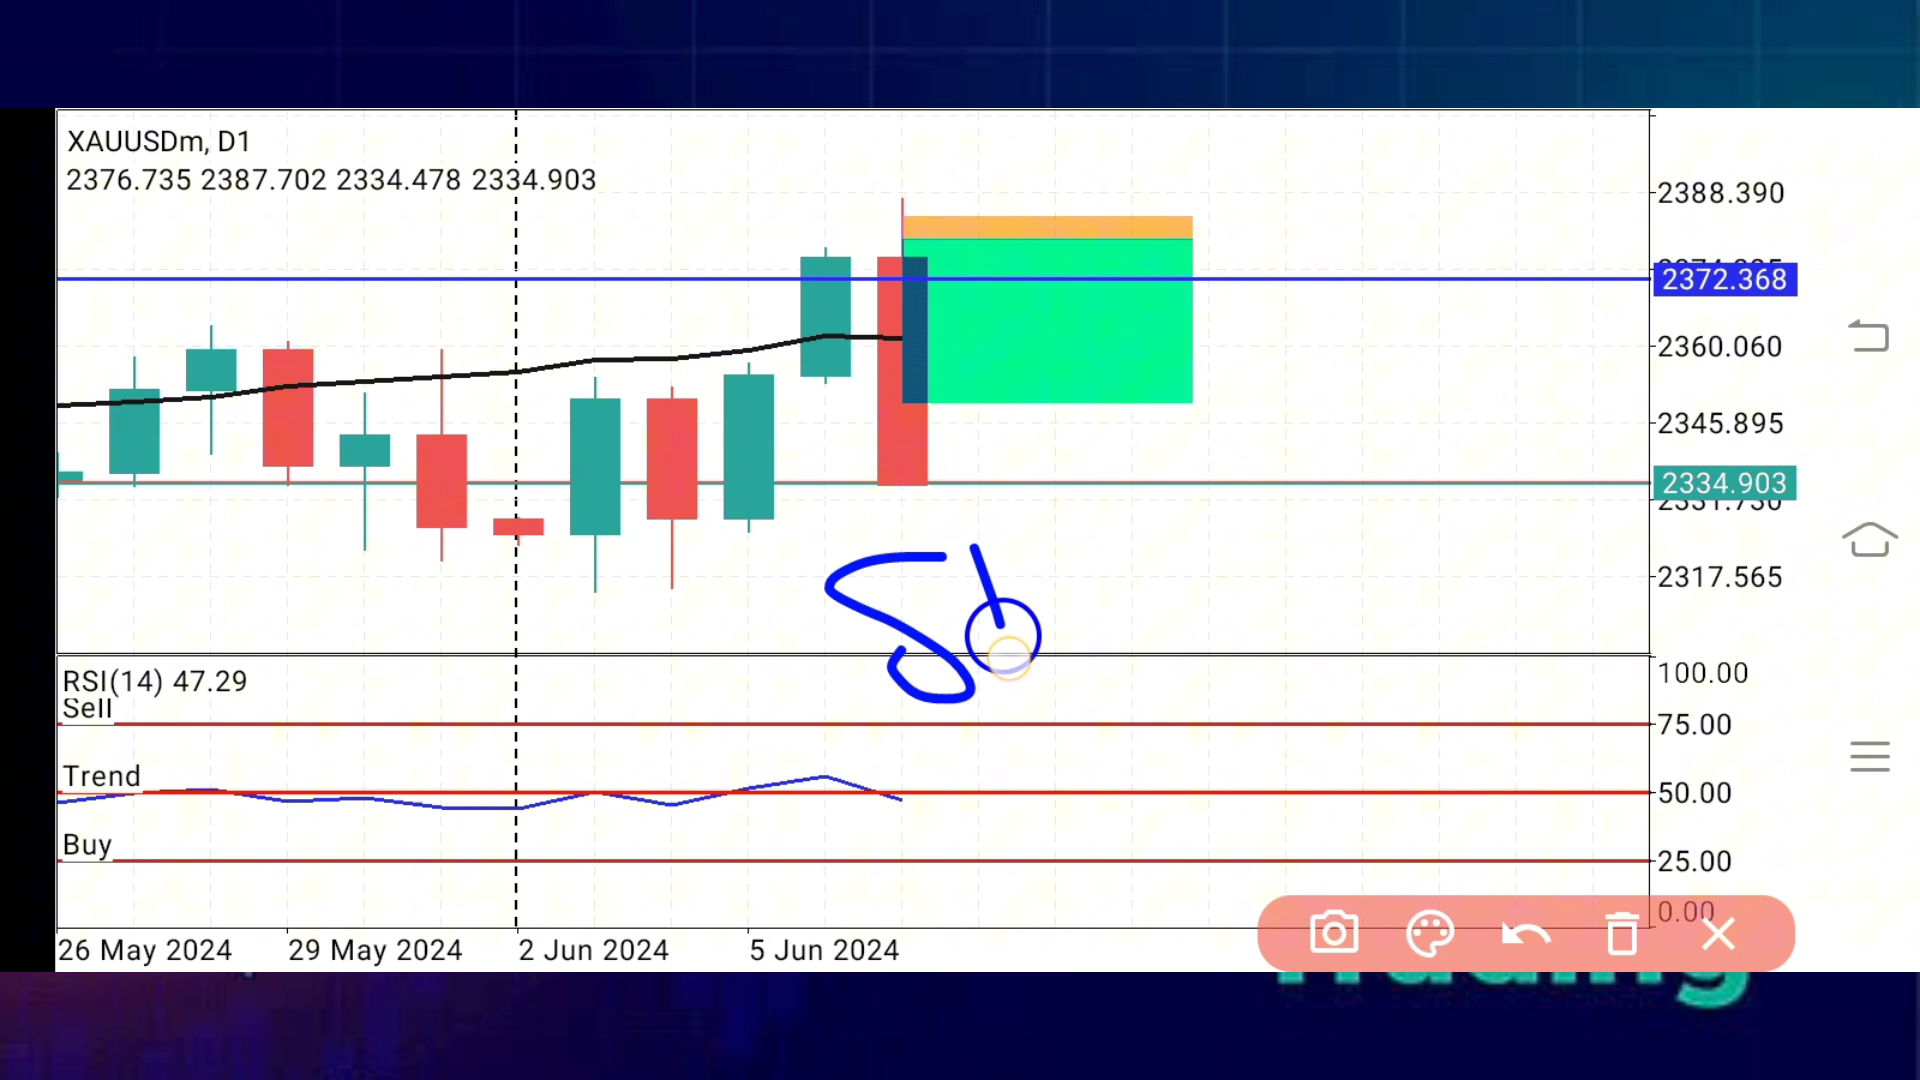 XAUUSDm, D1
2376.735 2387.702 2334.478 2334.903
2388.390
2372.368
2360.060
2345.895
2334.903
2331.730
2317.565
RSI(14) 47.29
100.00
Sell
75.00
Trend
50.00
Buy
25.00
0.00
26 May 2024 29 May 2024 2 Jun 2024 5 Jun 2024